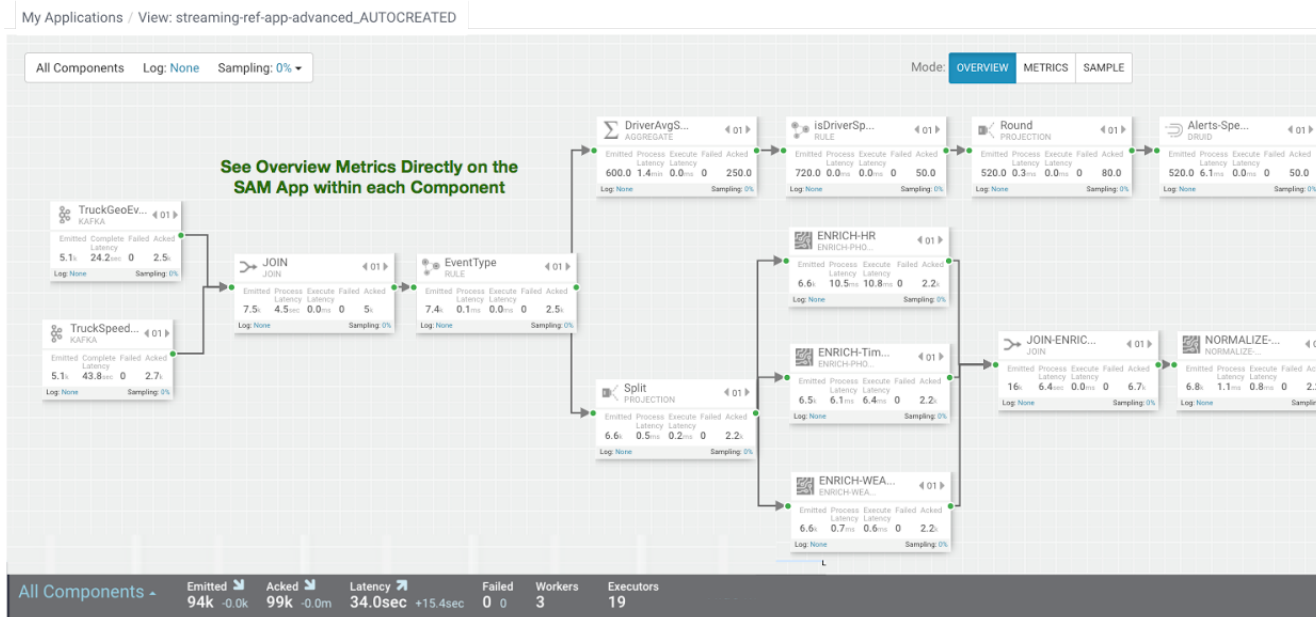 My Applications / View: streaming-ref-app-advanced_AUTOCREATED
All Components Log: None Sampling: 0%
Mode: OVERVIEW METRICS SAMPLE
See Overview Metrics Directly on the
SAM App within each Component
TruckGeoEv... 01
KAFKA
Emitted Complete Failed Acked
Latency
5.1k 24.2sec 0 2.5k
Log: None Sampling: 0%
TruckSpeed... 01
KAFKA
Emitted Complete Failed Acked
Latency
5.1k 43.8sec 0 2.7k
Log: None Sampling: 0%
JOIN 01
JOIN
Emitted Process Execute Failed Acked
Latency Latency
7.5k 4.5sec 0.0ms 0 5k
Log: None Sampling: 0%
EventType 01
RULE
Emitted Process Execute Failed Acked
Latency Latency
7.4k 0.1ms 0.0ms 0 2.5k
Log: None Sampling: 0%
DriverAvgS... 01
AGGREGATE
Emitted Process Execute Failed Acked
Latency Latency
600.0 1.4min 0.0ms 0 250.0
Log: None Sampling: 0%
isDriverSp... 01
RULE
Emitted Process Execute Failed Acked
Latency Latency
720.0 0.0ms 0.0ms 0 50.0
Log: None Sampling: 0%
Round 01
PROJECTION
Emitted Process Execute Failed Acked
Latency Latency
520.0 0.3ms 0.0ms 0 80.0
Log: None Sampling: 0%
Alerts-Spe... 01
DRUID
Emitted Process Execute Failed Acked
Latency Latency
520.0 6.1ms 0.0ms 0 50.0
Log: None Sampling: 0%
Split 01
PROJECTION
Emitted Process Execute Failed Acked
Latency Latency
6.6k 0.5ms 0.2ms 0 2.2k
Log: None Sampling: 0%
ENRICH-HR 01
ENRICH-PHO...
Emitted Process Execute Failed Acked
Latency Latency
6.6k 10.5ms 10.8ms 0 2.2k
Log: None Sampling: 0%
ENRICH-Tim... 01
ENRICH-PHO...
Emitted Process Execute Failed Acked
Latency Latency
6.5k 6.1ms 6.4ms 0 2.2k
Log: None Sampling: 0%
ENRICH-WEA... 01
ENRICH-WEA...
Emitted Process Execute Failed Acked
Latency Latency
6.6k 0.7ms 0.6ms 0 2.2k
Log: None Sampling: 0%
JOIN-ENRIC... 01
JOIN
Emitted Process Execute Failed Acked
Latency Latency
16k 6.4sec 0.0ms 0 6.7k
Log: None Sampling: 0%
NORMALIZE-...
NORMALIZE-...
Emitted Process Execute Failed
Latency Latency
6.8k 1.1ms 0.8ms 0
Log: None
All Components
Emitted Acked Latency Failed Workers Executors
94k -0.0k 99k -0.0m 34.0sec +15.4sec 0 0 3 19